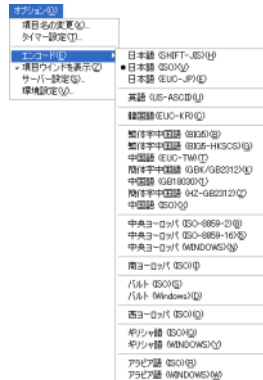 オプション(O)
項目名の変更(K)...
タイマー設定(T)...
エンコード(E)
項目ウィンドを表示(Z)
サーバー設定(S)...
環境設定(V)...
日本語 (SHIFT-JIS)(H)
日本語 (ISO)(V)
日本語 (EUC-JP)(E)
英語 (US-ASCII)(U)
韓国語(EUC-KR)(C)
繁体字中国語 (BIG5)(B)
繁体字中国語 (BIG5-HKSCS)(G)
中国語 (EUC-TW)(T)
簡体字中国語 (GBK/GB2312)(K)
中国語 (GB18030)(L)
簡体字中国語 (HZ-GB2312)(Z)
中国語 (ISO)(X)
中央ヨーロッパ (ISO-8859-2)(8)
中央ヨーロッパ (ISO-8859-16)(5)
中央ヨーロッパ (WINDOWS)(N)
南ヨーロッパ (ISO)(I)
バルト (ISO)(S)
バルト (Windows)(D)
西ヨーロッパ (ISO)(O)
ギリシャ語 (ISO)(Q)
ギリシャ語 (WINDOWS)(Y)
アラビア語 (ISO)(R)
アラビア語 (WINDOWS)(W)